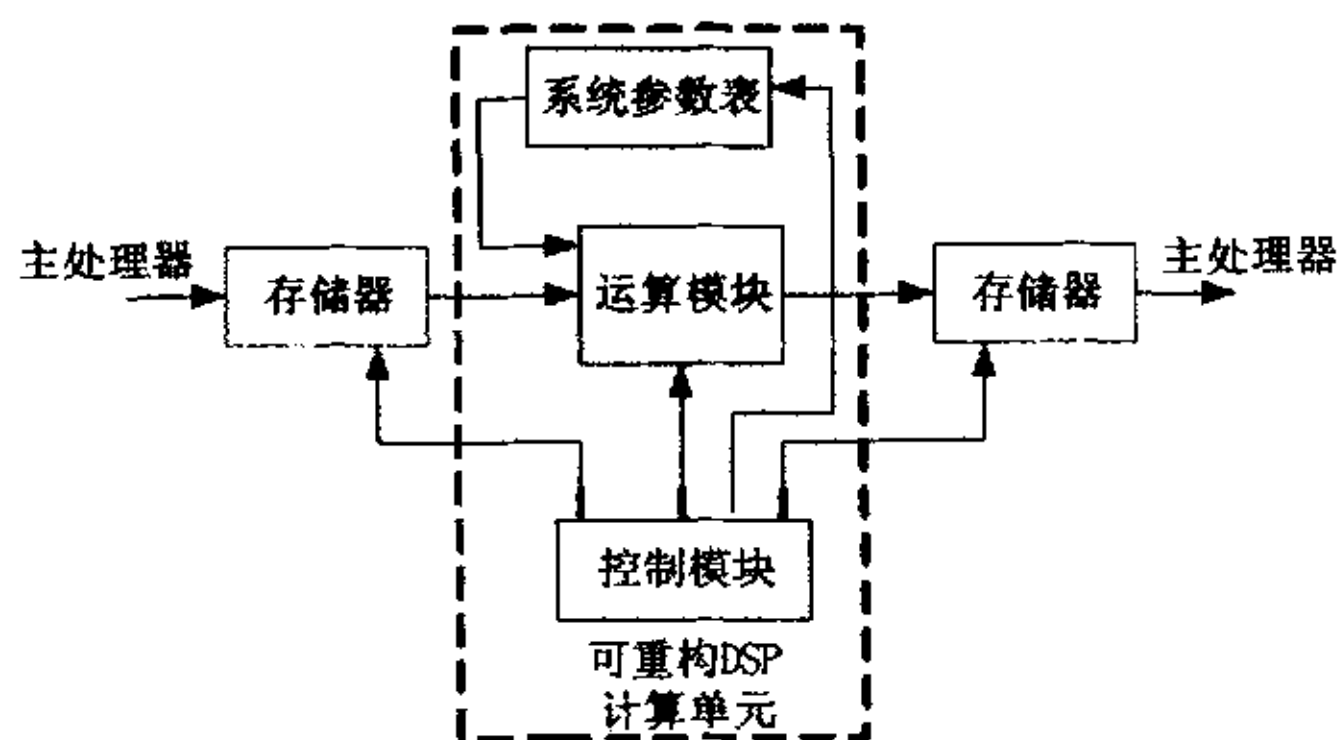 系统参数表
主处理器
存储器
运算模块
存储器
主处理器
控制模块
可重构DSP
计算单元